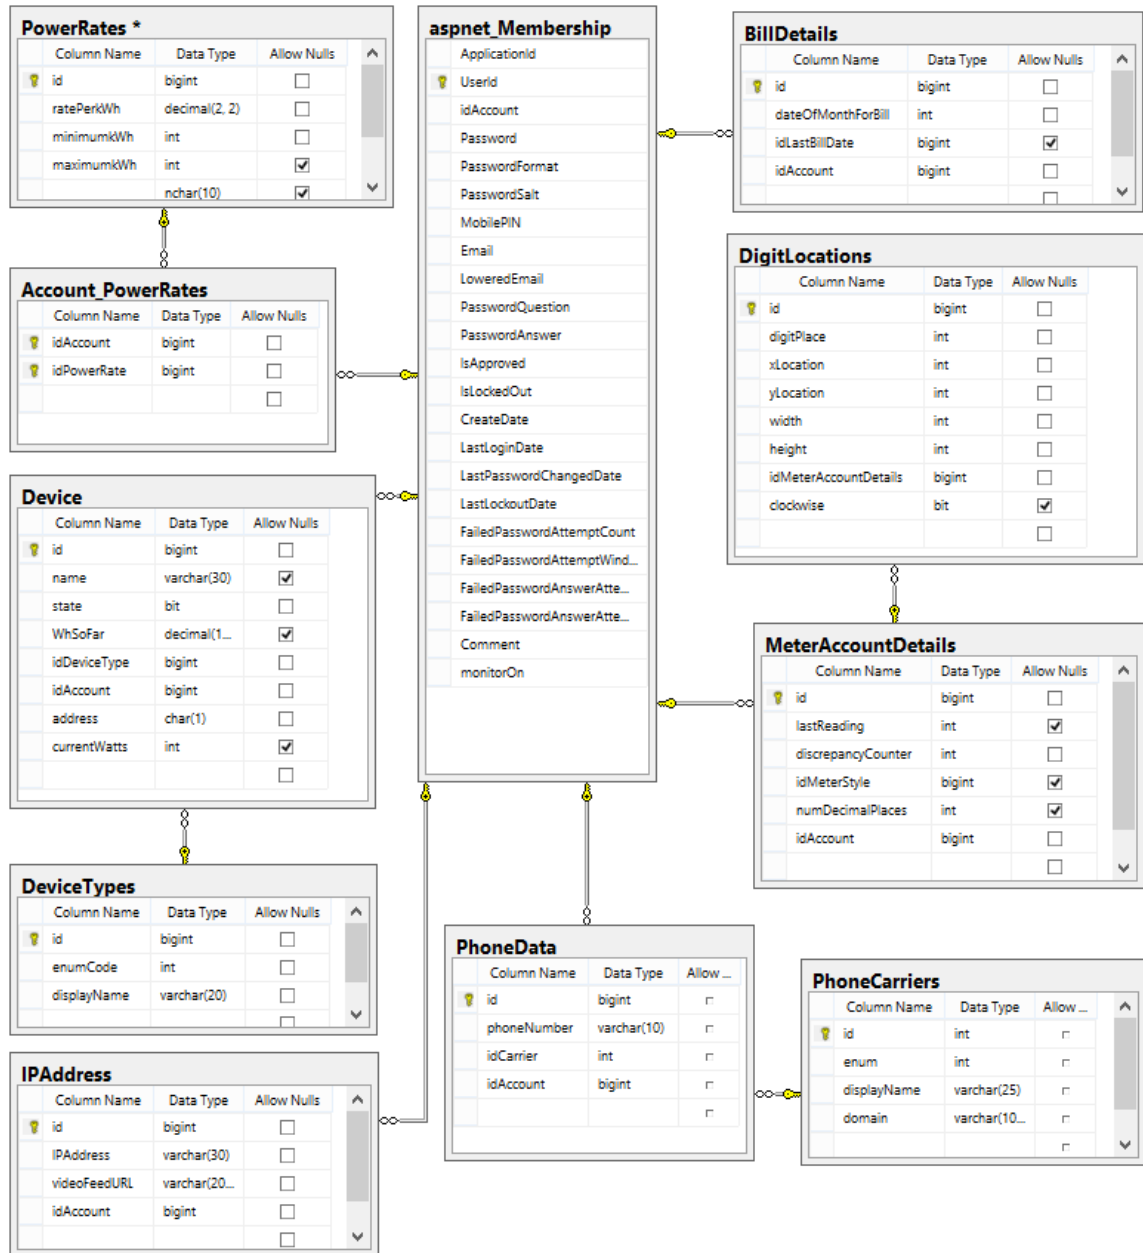 PowerRates *
Column Name Data Type Allow Nulls
id bigint
ratePerkWh decimal(2, 2)
minimumkWh int
maximumkWh int
nchar(10)
Account_PowerRates
Column Name Data Type Allow Nulls
idAccount bigint
idPowerRate bigint
Device
Column Name Data Type Allow Nulls
id bigint
name varchar(30)
state bit
WhSoFar decimal(1...
idDeviceType bigint
idAccount bigint
address char(1)
currentWatts int
DeviceTypes
Column Name Data Type Allow Nulls
id bigint
enumCode int
displayName varchar(20)
IPAddress
Column Name Data Type Allow Nulls
id bigint
IPAddress varchar(30)
videoFeedURL varchar(20...
idAccount bigint
aspnet_Membership
ApplicationId
UserId
idAccount
Password
PasswordFormat
PasswordSalt
MobilePIN
Email
LoweredEmail
PasswordQuestion
PasswordAnswer
IsApproved
IsLockedOut
CreateDate
LastLoginDate
LastPasswordChangedDate
LastLockoutDate
FailedPasswordAttemptCount
FailedPasswordAttemptWind...
FailedPasswordAnswerAtte...
FailedPasswordAnswerAtte...
Comment
monitorOn
PhoneData
Column Name Data Type Allow ...
id bigint
phoneNumber varchar(10)
idCarrier int
idAccount bigint
BillDetails
Column Name Data Type Allow Nulls
id bigint
dateOfMonthForBill int
idLastBillDate bigint
idAccount bigint
DigitLocations
Column Name Data Type Allow Nulls
id bigint
digitPlace int
xLocation int
yLocation int
width int
height int
idMeterAccountDetails bigint
clockwise bit
MeterAccountDetails
Column Name Data Type Allow Nulls
id bigint
lastReading int
discrepancyCounter int
idMeterStyle bigint
numDecimalPlaces int
idAccount bigint
PhoneCarriers
Column Name Data Type Allow ...
id int
enum int
displayName varchar(25)
domain varchar(10...